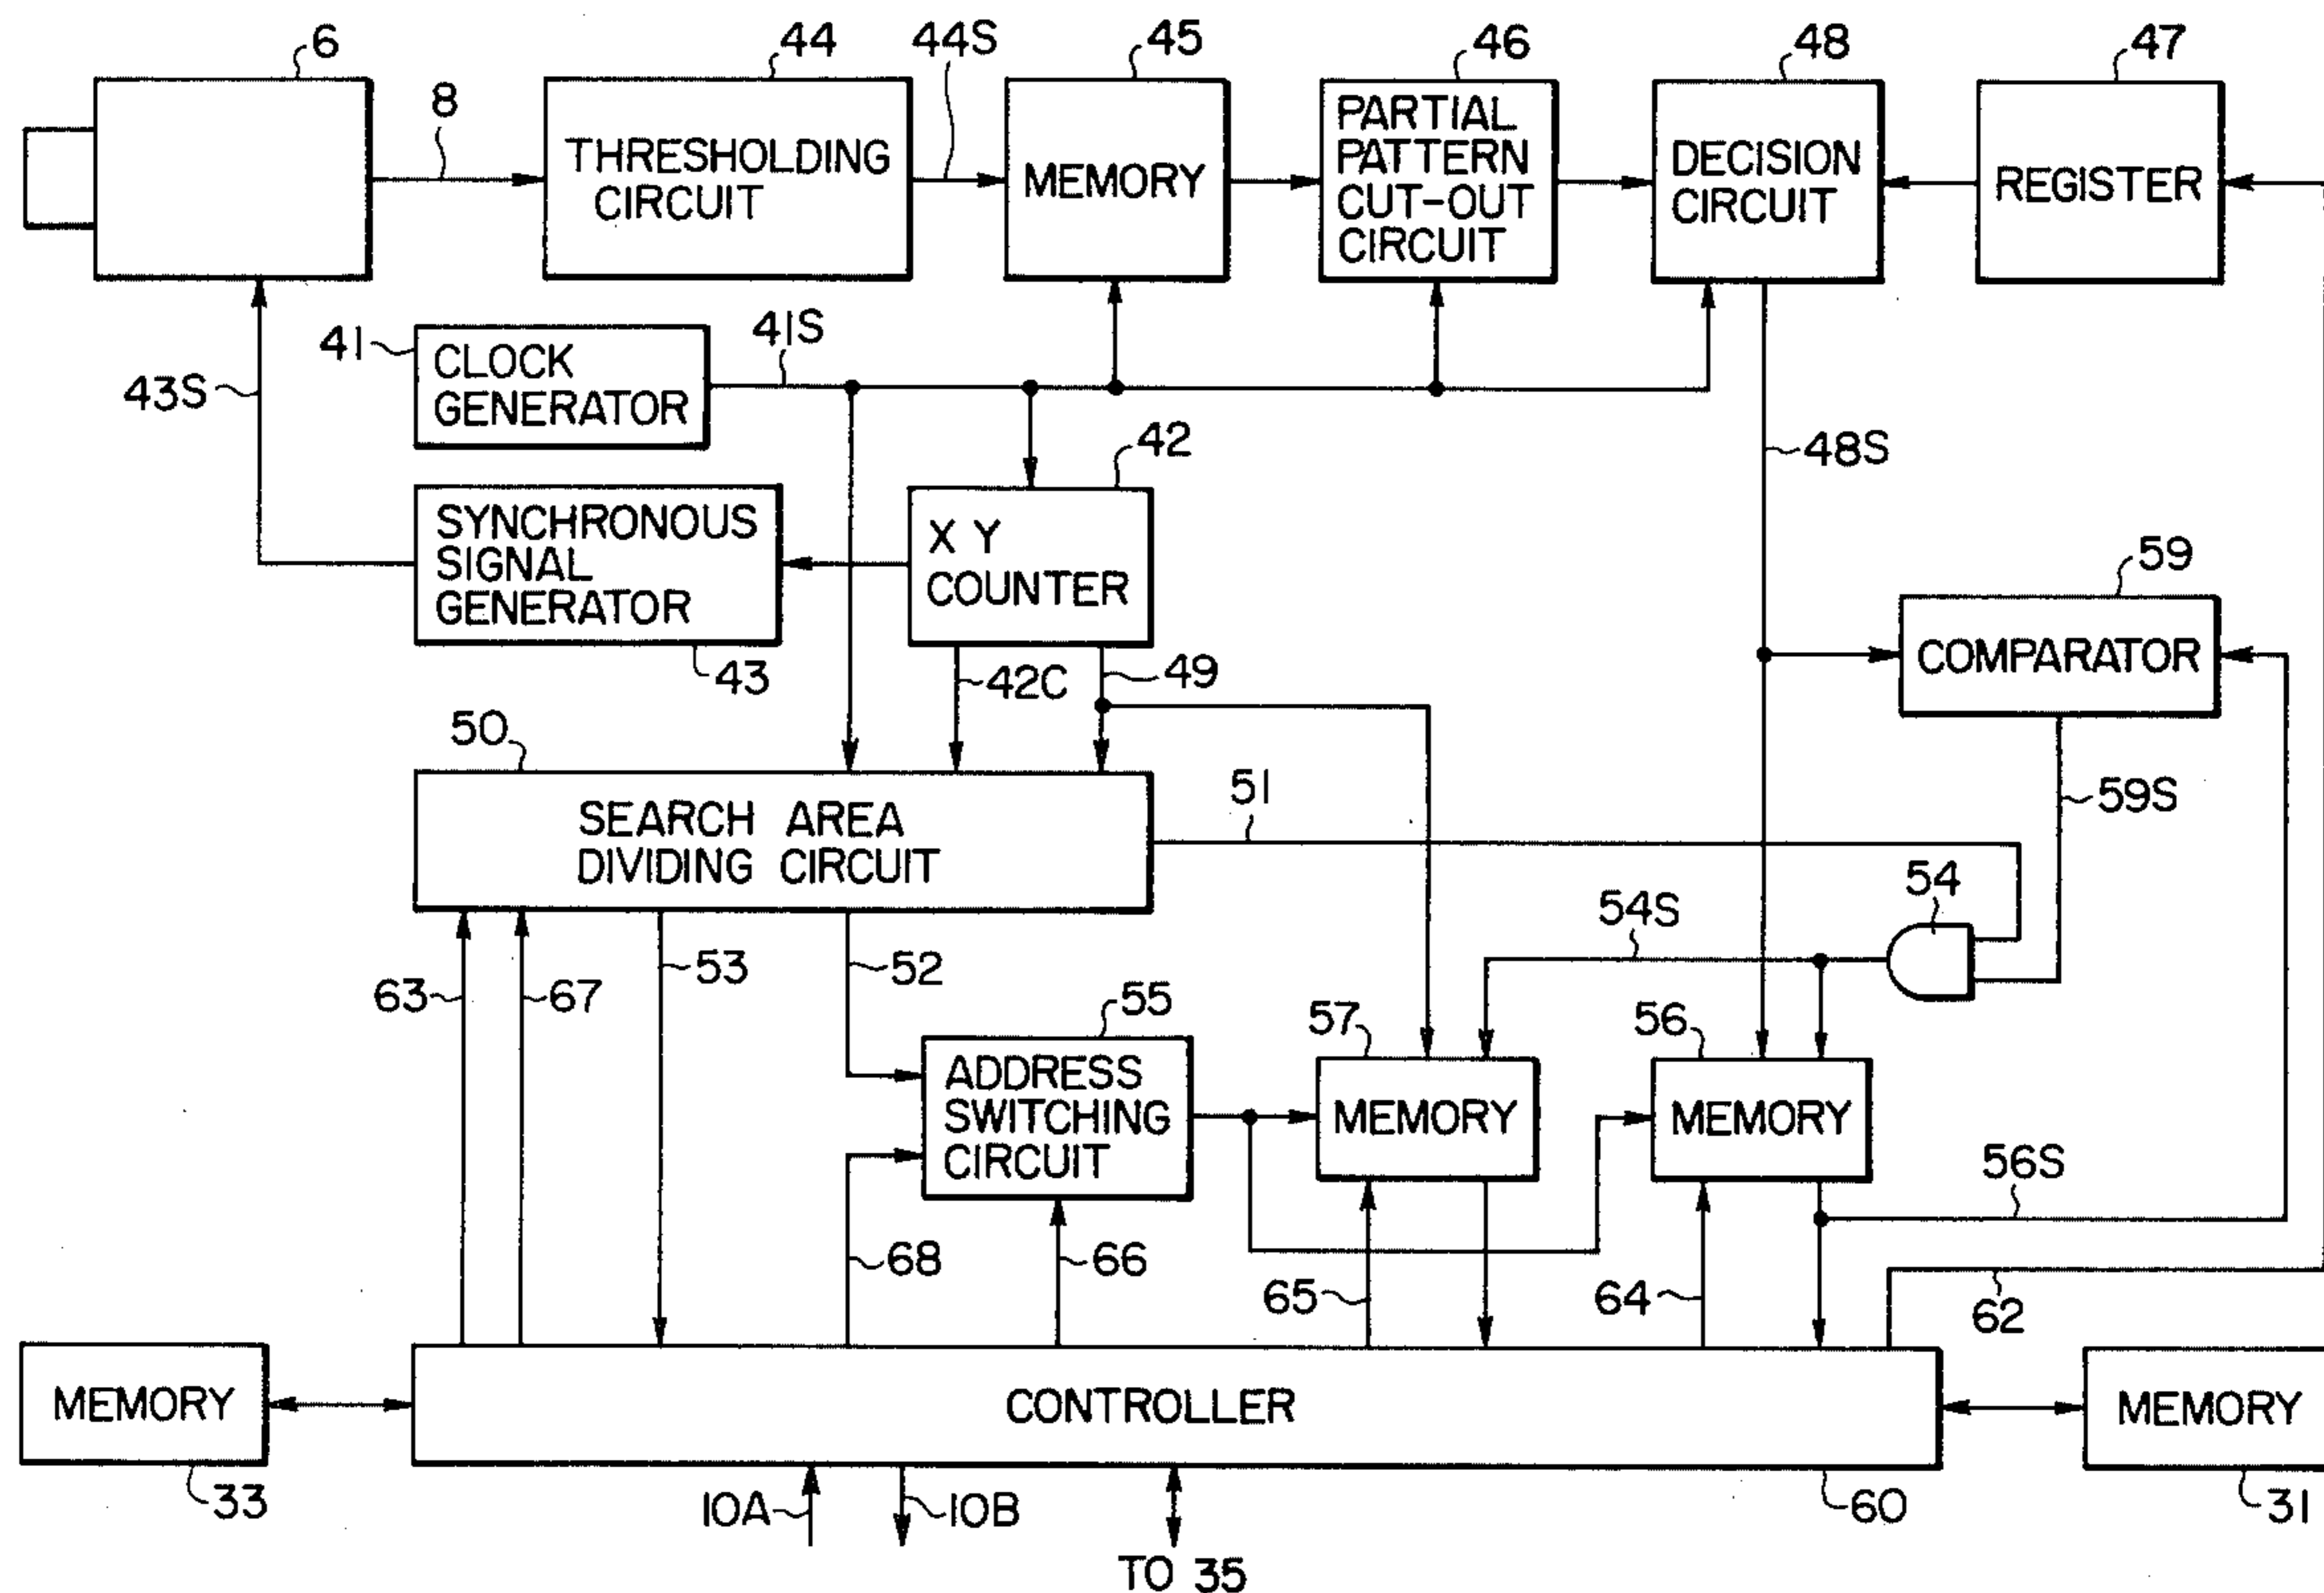 6
44
44S
45
46
48
47
8
THRESHOLDING
CIRCUIT
MEMORY
PARTIAL
PATTERN
CUT-OUT
CIRCUIT
DECISION
CIRCUIT
REGISTER
41
CLOCK
GENERATOR
41S
43S
42
48S
SYNCHRONOUS
SIGNAL
GENERATOR
43
X Y
COUNTER
42C
49
59
COMPARATOR
59S
50
SEARCH AREA
DIVIDING CIRCUIT
51
54
54S
63
67
53
52
55
ADDRESS
SWITCHING
CIRCUIT
57
MEMORY
56
MEMORY
56S
68
66
65
64
62
MEMORY
33
CONTROLLER
60
MEMORY
31
10A
10B
TO 35